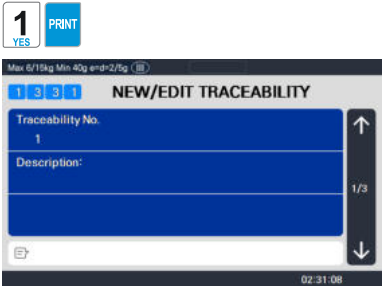 1
YES
PRINT
Max 6/15kg Min 40g e=d=2/5g (III)
1 3 3 1
NEW/EDIT TRACEABILITY
Traceability No.
1
Description:
1/3
02:31:08